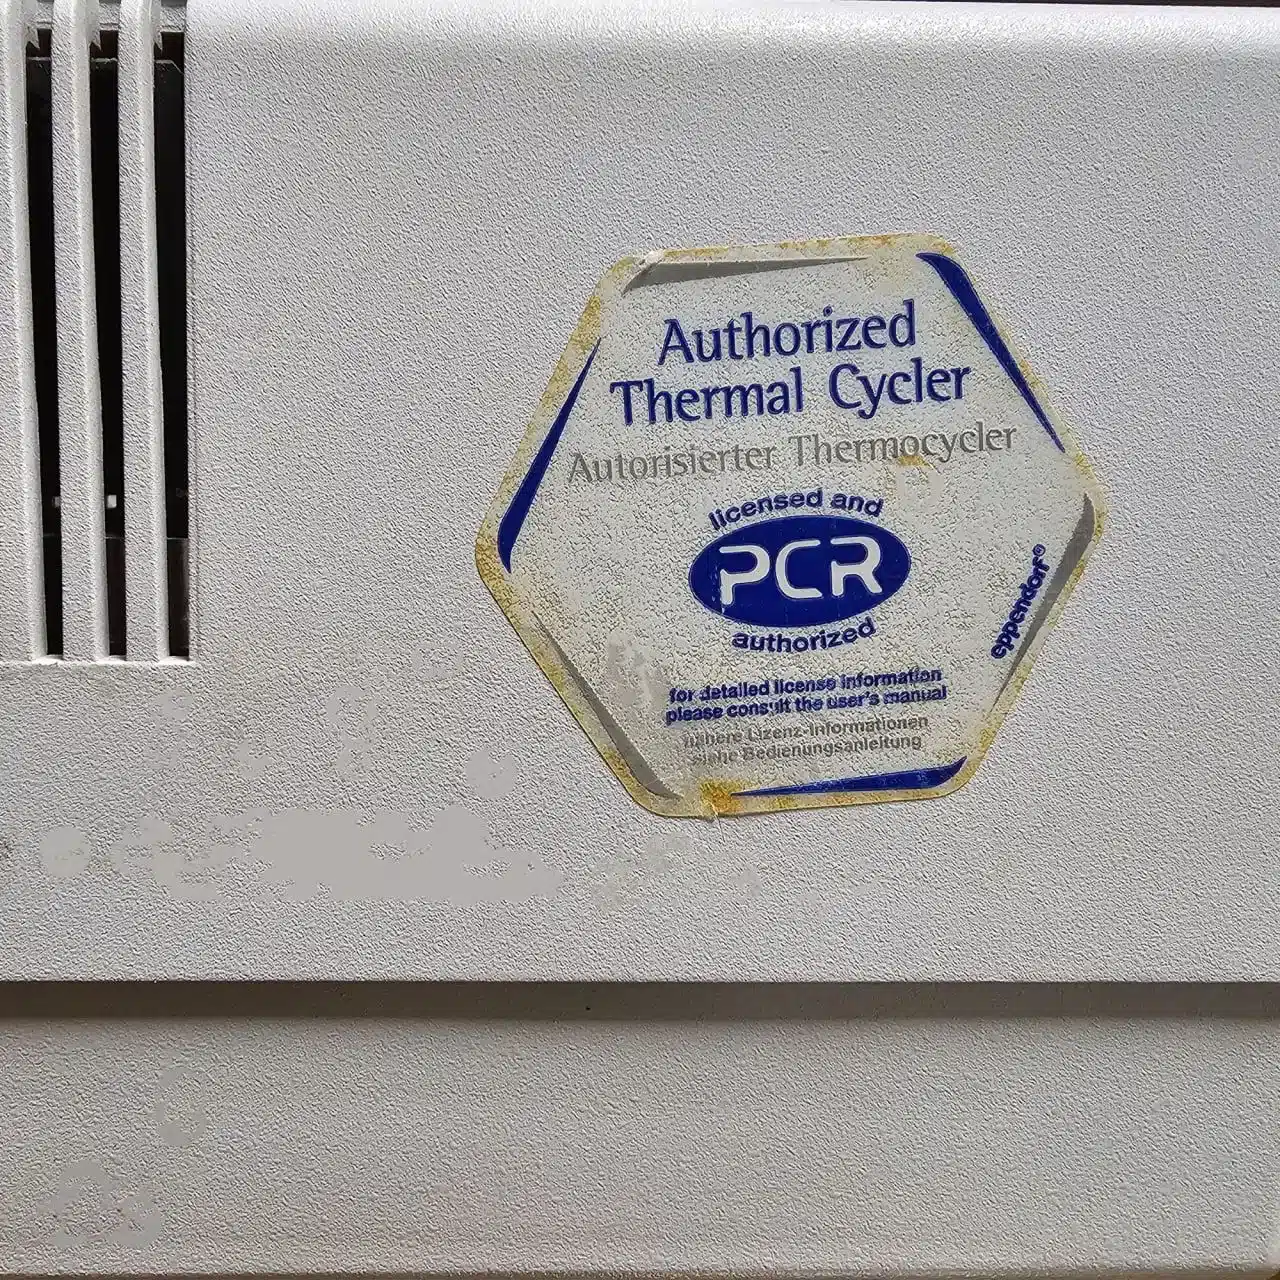 Authorized
Thermal Cycler
Autorisierter Thermocycler
licensed and
PCR
authorized
eppendorf®
for detailed license information
please consult the user's manual
nähere Lizenz-Informationen
siehe Bedienungsanleitung